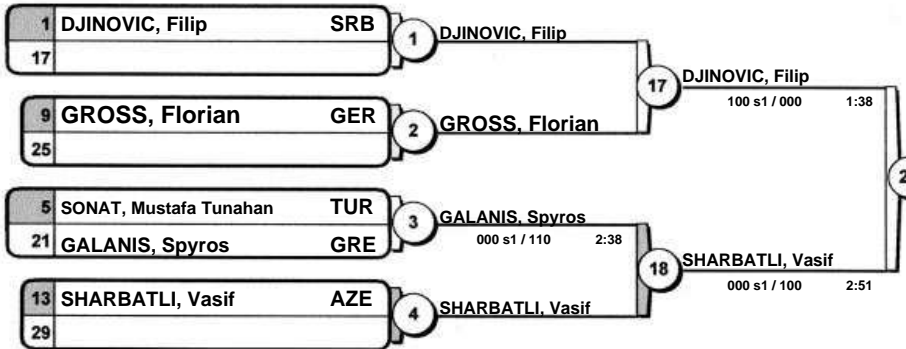 1 DJINOVIC, Filip SRB
17
1 DJINOVIC, Filip
9 GROSS, Florian GER
25
2 GROSS, Florian
17 DJINOVIC, Filip
100 s1 / 000 1:38
5 SONAT, Mustafa Tunahan TUR
21 GALANIS, Spyros GRE
3 GALANIS, Spyros
000 s1 / 110 2:38
13 SHARBATLI, Vasif AZE
29
4 SHARBATLI, Vasif
18 SHARBATLI, Vasif
000 s1 / 100 2:51